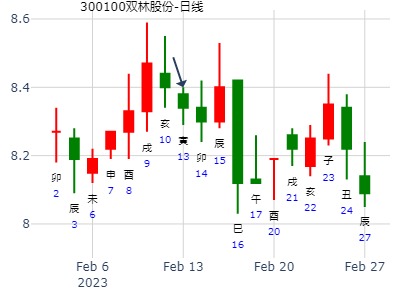 300100双林股份-日线
8.6
8.4
8.2
8
卯
2
辰
3
未
6
申
7
酉
8
戌
9
亥
10
寅
13
卯
14
辰
15
巳
16
午
17
酉
20
戌
21
亥
22
子
23
丑
24
辰
27
Feb 6
2023
Feb 13
Feb 20
Feb 27